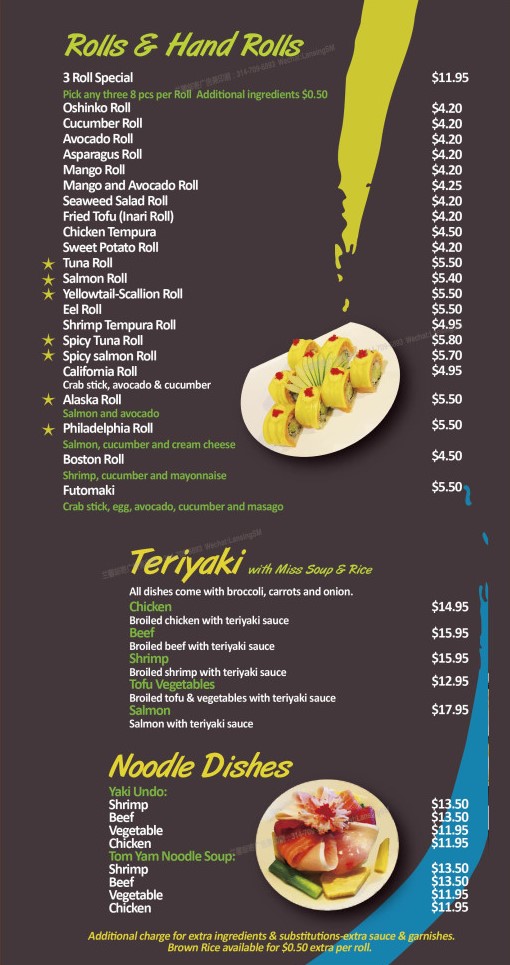 Rolls & Hand Rolls
3 Roll Special $11.95
Pick any three 8 pcs per Roll Additional ingredients $0.50
Oshinko Roll $4.20
Cucumber Roll $4.20
Avocado Roll $4.20
Asparagus Roll $4.20
Mango Roll $4.20
Mango and Avocado Roll $4.25
Seaweed Salad Roll $4.20
Fried Tofu (Inari Roll) $4.20
Chicken Tempura $4.50
Sweet Potato Roll $4.20
Tuna Roll $5.50
Salmon Roll $5.40
Yellowtail-Scallion Roll $5.50
Eel Roll $5.50
Shrimp Tempura Roll $4.95
Spicy Tuna Roll $5.80
Spicy salmon Roll $5.70
California Roll $4.95
Crab stick, avocado & cucumber
Alaska Roll $5.50
Salmon and avocado
Philadelphia Roll $5.50
Salmon, cucumber and cream cheese
Boston Roll $4.50
Shrimp, cucumber and mayonnaise
Futomaki $5.50
Crab stick, egg, avocado, cucumber and masago
Teriyaki with Miss Soup & Rice
All dishes come with broccoli, carrots and onion.
Chicken $14.95
Broiled chicken with teriyaki sauce
Beef $15.95
Broiled beef with teriyaki sauce
Shrimp $15.95
Broiled shrimp with teriyaki sauce
Tofu Vegetables $12.95
Broiled tofu & vegetables with teriyaki sauce
Salmon $17.95
Salmon with teriyaki sauce
Noodle Dishes
Yaki Undo:
Shrimp $13.50
Beef $13.50
Vegetable $11.95
Chicken $11.95
Tom Yam Noodle Soup:
Shrimp $13.50
Beef $13.50
Vegetable $11.95
Chicken $11.95
Additional charge for extra ingredients & substitutions-extra sauce & garnishes.
Brown Rice available for $0.50 extra per roll.